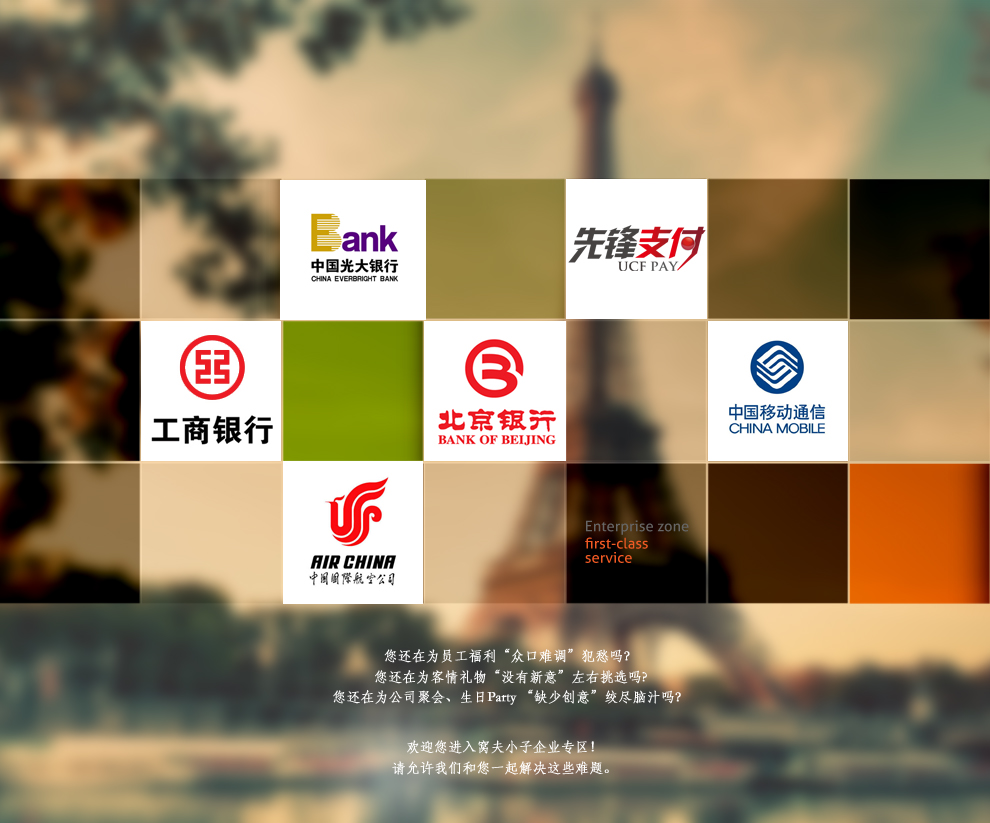 Bank
中国光大银行
CHINA EVERBRIGHT BANK
先锋支付
UCF PAY
工商银行
北京银行
BANK OF BEIJING
中国移动通信
CHINA MOBILE
AIR CHINA
中国国際航空公司
Enterprise zone
first-class
service
您还在为员工福利“众口难调”犯愁吗?
您还在为客情礼物“没有新意”左右挑选吗?
您还在为公司聚会、生日Party “缺少创意”绞尽脑汁吗?
欢迎您进入窝夫小子企业专区!
请允许我们和您一起解决这些难题。